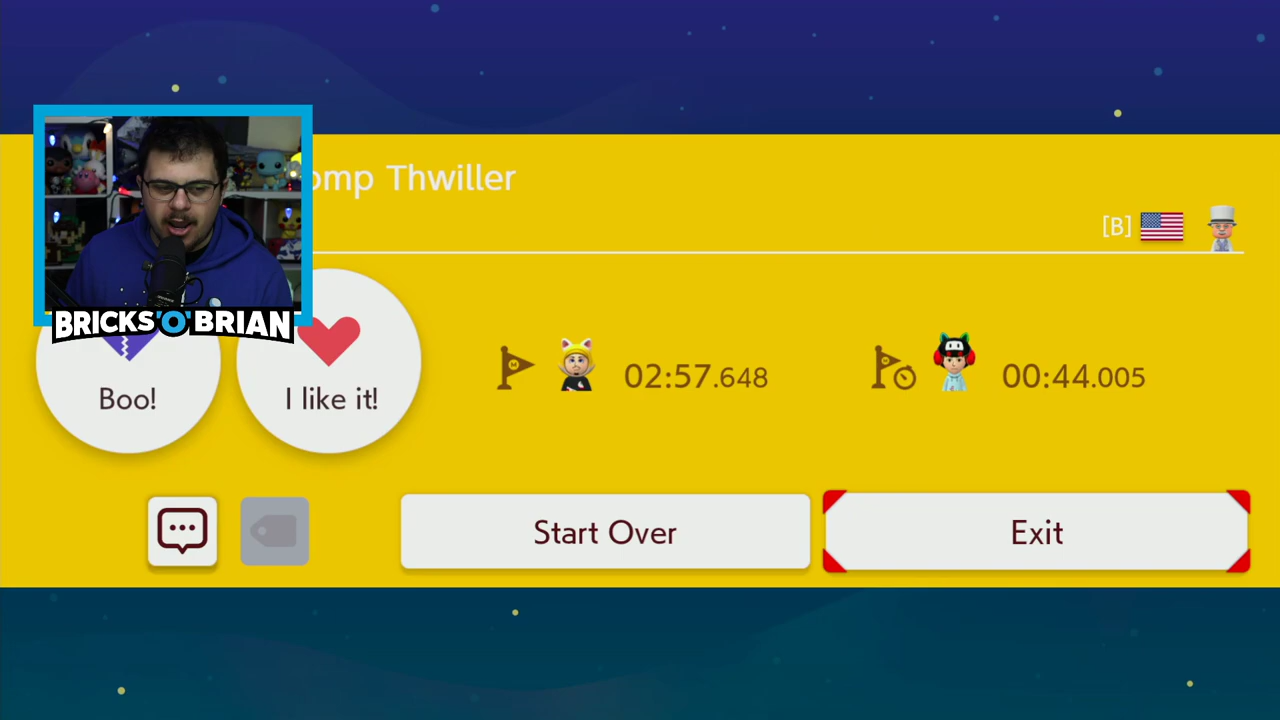 omp Thwiller
[B]
BRICKS'O'BRIAN
Boo!
I like it!
M
02:57.648
M
00:44.005
Start Over
Exit